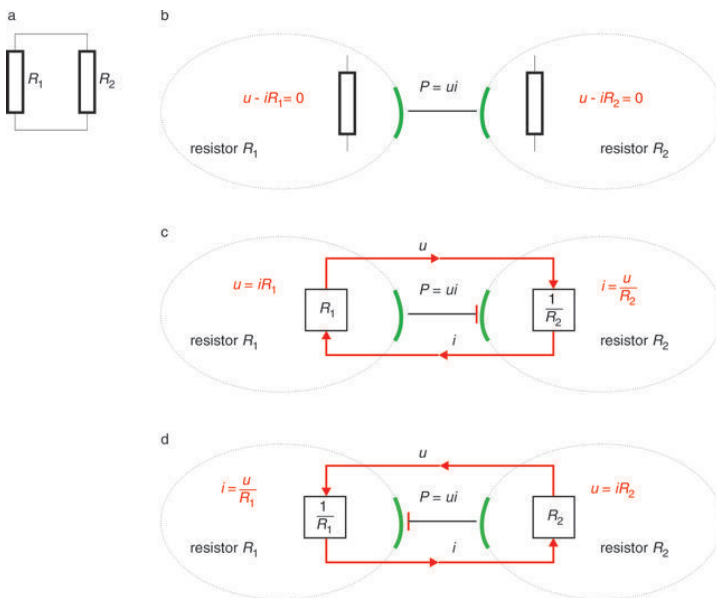 a
R1
R2
b
u - iR1 = 0
P = ui
u - iR2 = 0
resistor R1
resistor R2
c
u
u = iR1
R1
P = ui
1
R2
i = u
R2
resistor R1
i
resistor R2
d
u
i = u
R1
1
R1
P = ui
R2
u = iR2
resistor R1
i
resistor R2